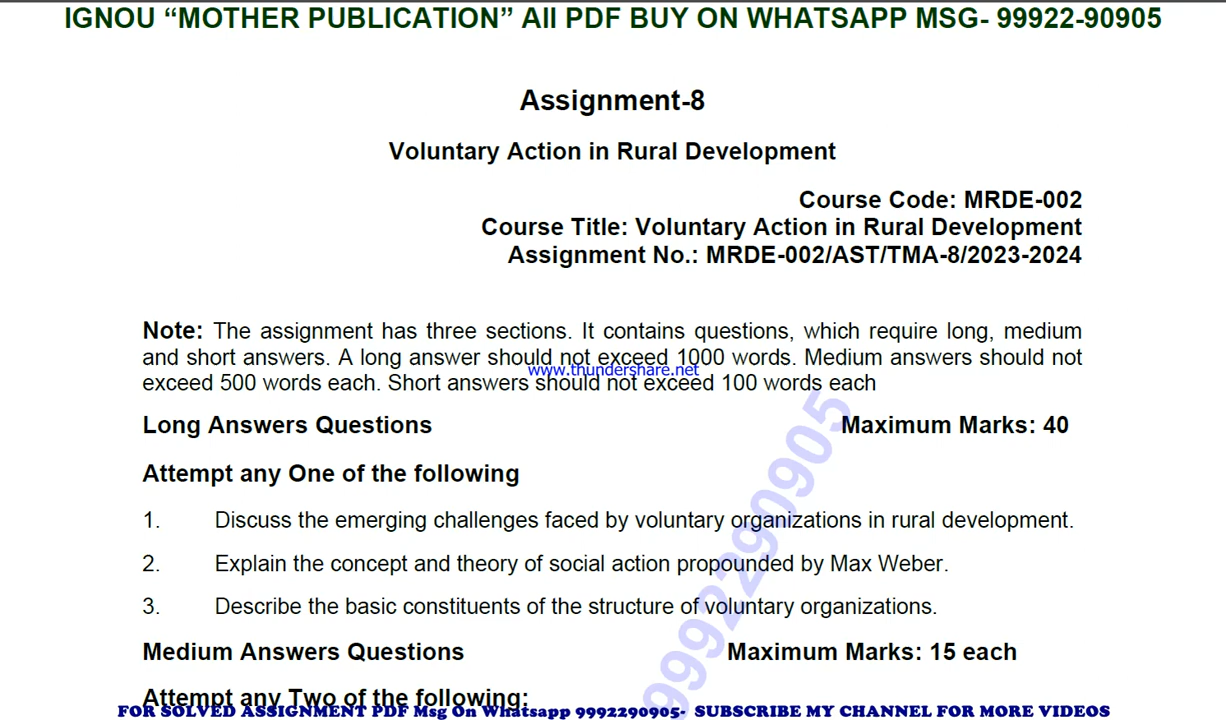 IGNOU “MOTHER PUBLICATION” All PDF BUY ON WHATSAPP MSG- 99922-90905
Assignment-8
Voluntary Action in Rural Development
Course Code: MRDE-002
Course Title: Voluntary Action in Rural Development
Assignment No.: MRDE-002/AST/TMA-8/2023-2024
Note: The assignment has three sections. It contains questions, which require long, medium
and short answers. A long answer should not exceed 1000 words. Medium answers should not
www.thundershare.net
exceed 500 words each. Short answers should not exceed 100 words each
Long Answers Questions Maximum Marks: 40
Attempt any One of the following
1. Discuss the emerging challenges faced by voluntary organizations in rural development.
2. Explain the concept and theory of social action propounded by Max Weber.
3. Describe the basic constituents of the structure of voluntary organizations.
9992290905
Medium Answers Questions Maximum Marks: 15 each
Attempt any Two of the following:
FOR SOLVED ASSIGNMENT PDF Msg On Whatsapp 9992290905- SUBSCRIBE MY CHANNEL FOR MORE VIDEOS